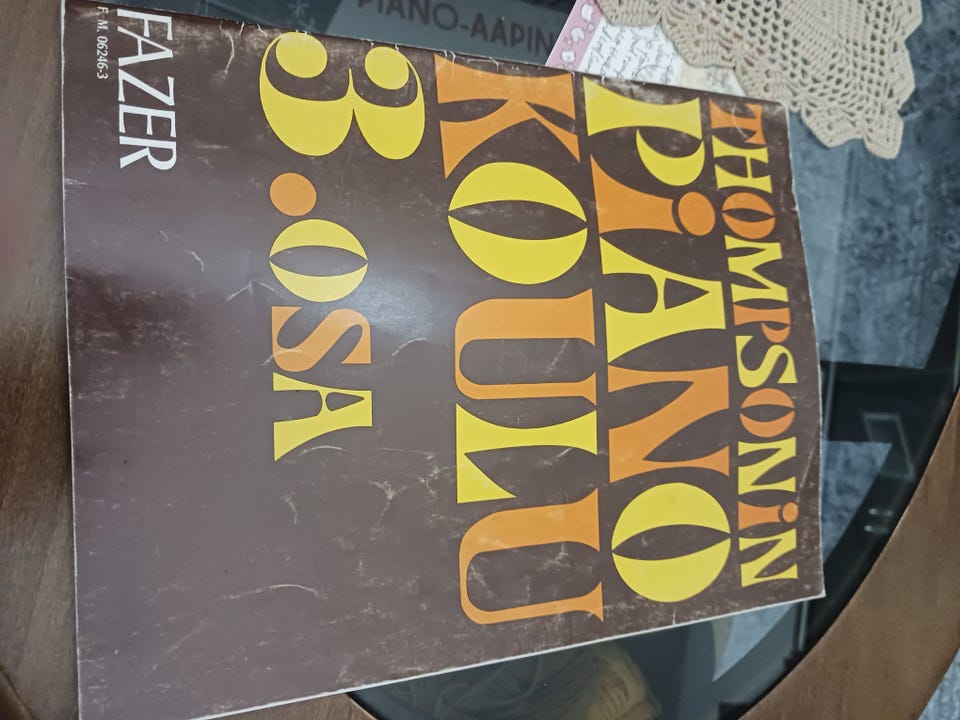 THOMPSONiN
PiANO
KOULU
3.OSA
FAZER
F. M. 06246-3
PIANO-AAPIN